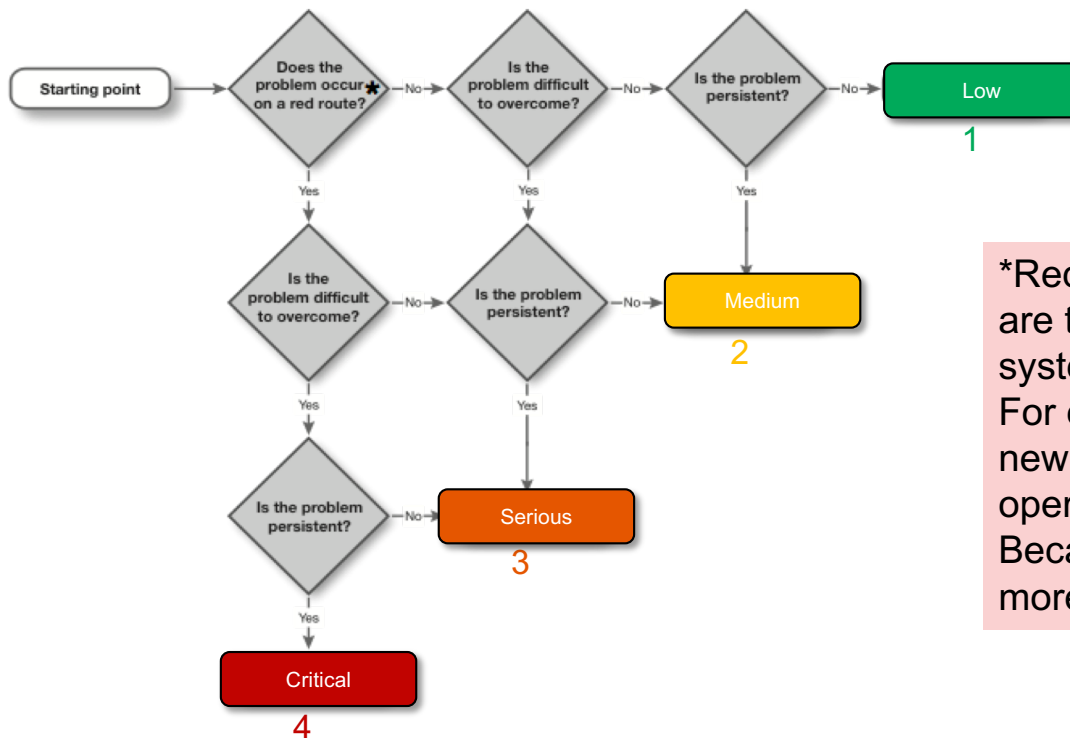 Starting point
Does the
problem occur *
on a red route?
No
Is the
problem difficult
to overcome?
No
Is the problem
persistent?
No
Low
1
Yes
Yes
Yes
Is the
problem difficult
to overcome?
No
Is the problem
persistent?
No
Medium
2
Yes
Yes
Is the problem
persistent?
No
Serious
3
Yes
Critical
4
are t
syste
For
new
oper
Beca
more